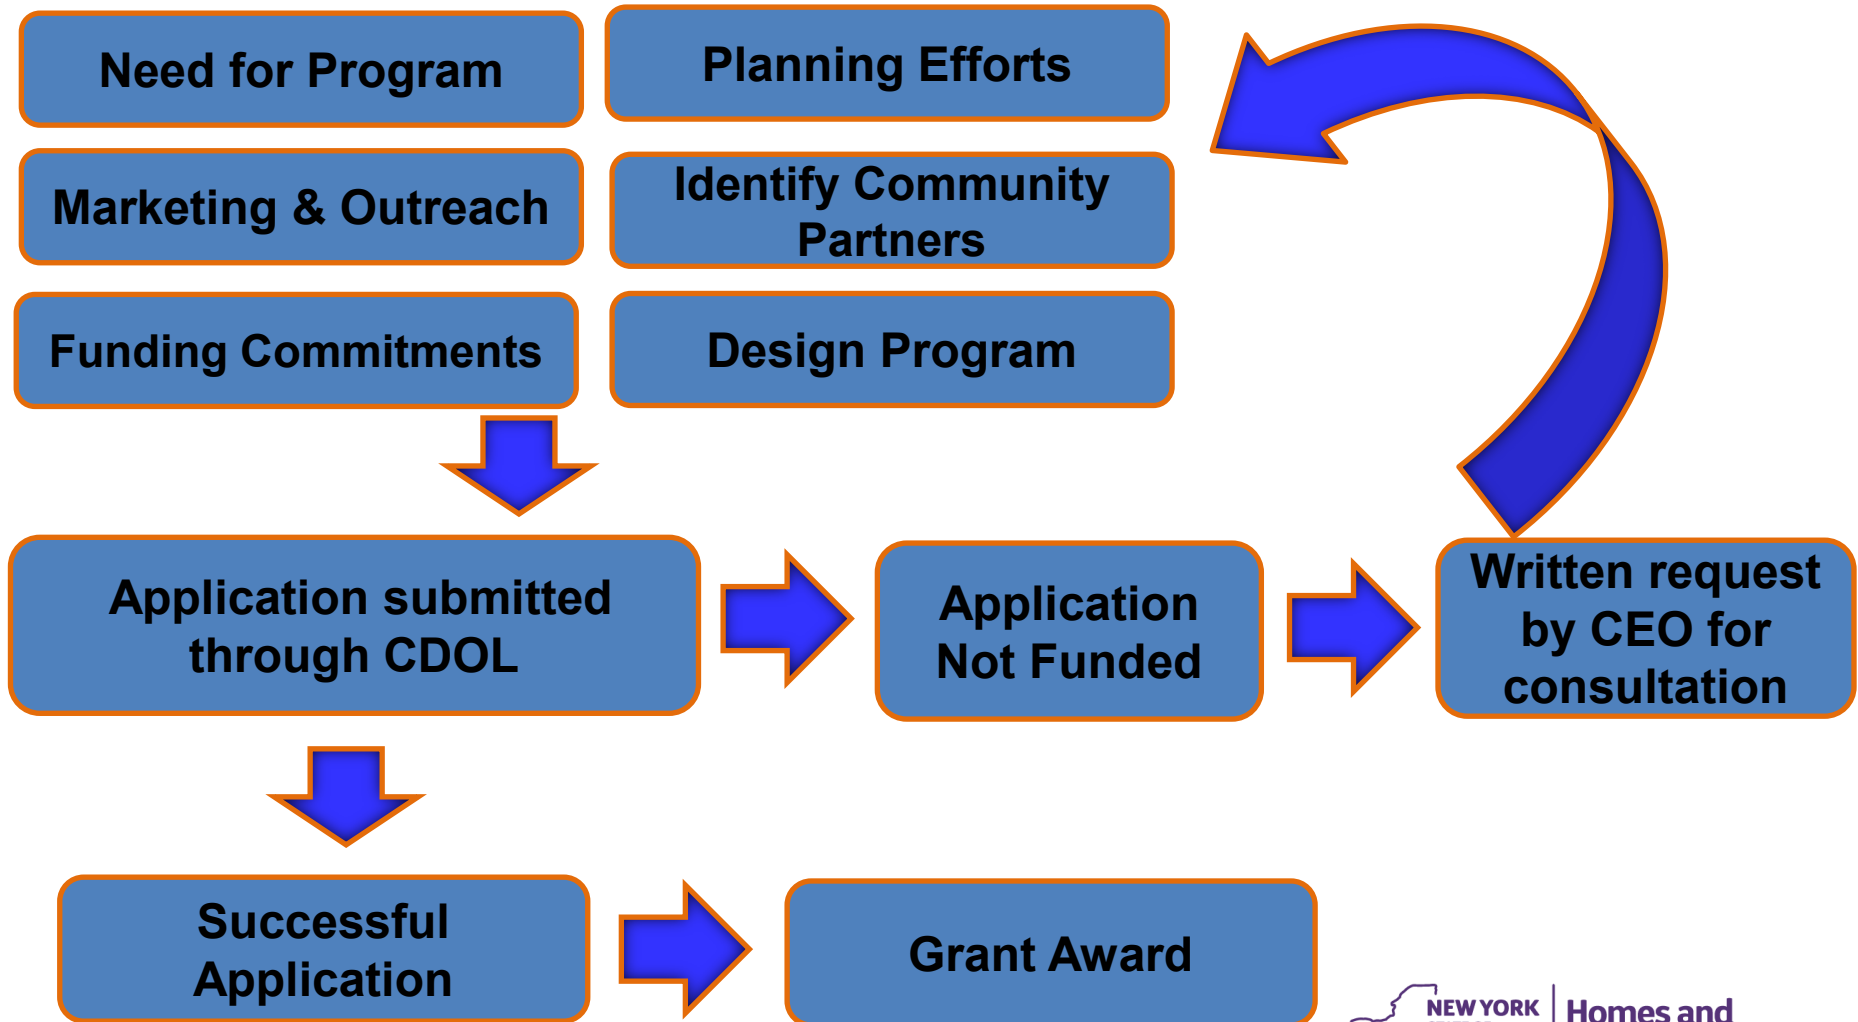 Need for Program
Planning Efforts
Marketing & Outreach
Identify Community
Partners
Funding Commitments
Design Program
Application submitted
through CDOL
Application
Not Funded
Written request
by CEO for
consultation
Successful
Application
Grant Award
NEW YORK
Homes and